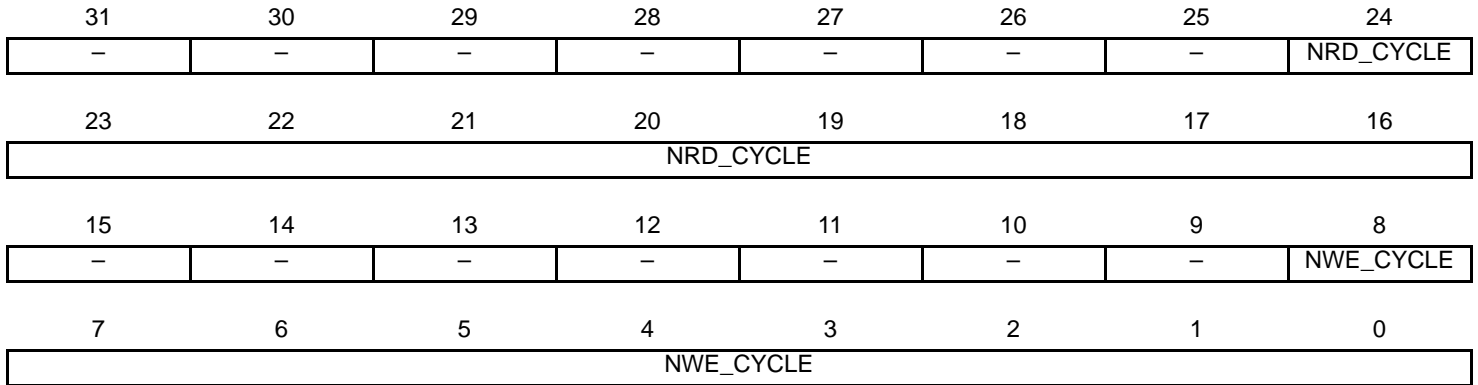 31 30 29 28 27 26 25 24
– – – – – – – NRD_CYCLE
23 22 21 20 19 18 17 16
NRD_CYCLE
15 14 13 12 11 10 9 8
– – – – – – – NWE_CYCLE
7 6 5 4 3 2 1 0
NWE_CYCLE